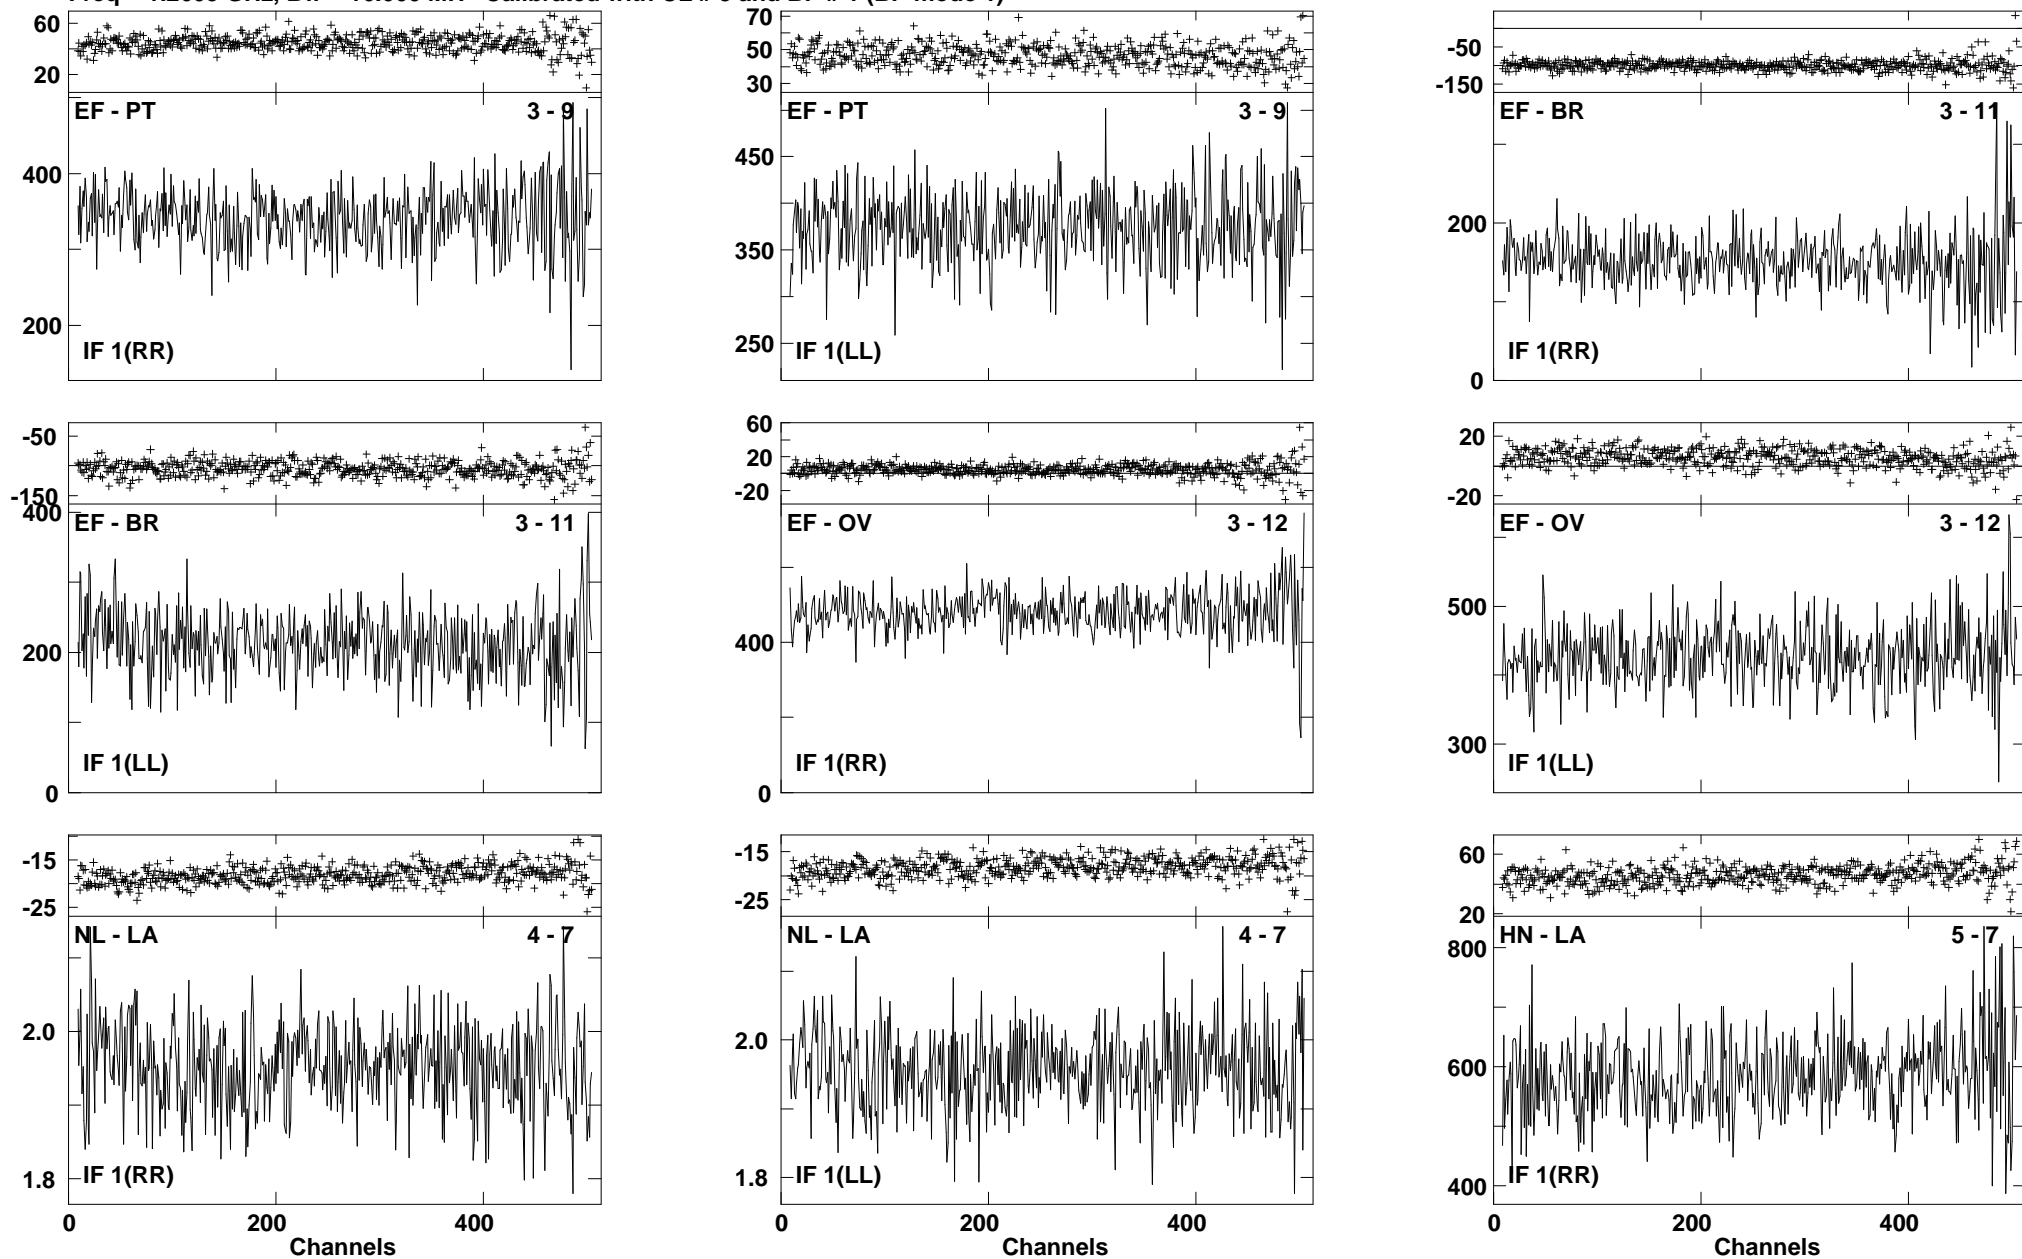 60
20
EF - PT 3 - 9
400
200
IF 1(RR)
70
50
30
EF - PT 3 - 9
450
350
250
IF 1(LL)
-50
-150
EF - BR 3 - 11
200
0
IF 1(RR)
-50
-150
400
EF - BR 3 - 11
200
0
IF 1(LL)
60
20
-20
EF - OV 3 - 12
400
0
IF 1(RR)
20
-20
EF - OV 3 - 12
500
300
IF 1(LL)
-15
-25
NL - LA 4 - 7
2.0
1.8
IF 1(RR)
0 200 400
Channels
-15
-25
NL - LA 4 - 7
2.0
1.8
IF 1(LL)
0 200 400
Channels
60
20
HN - LA 5 - 7
800
600
400
IF 1(RR)
0 200 400
Channels